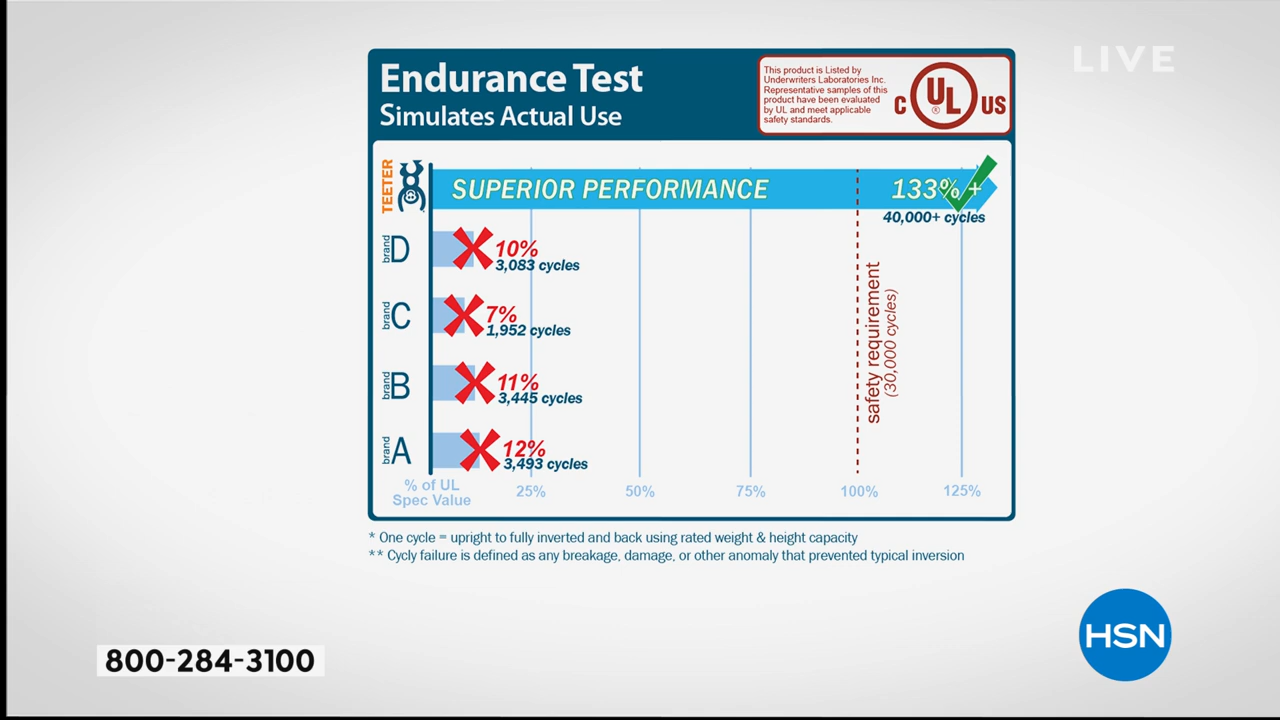 LIVE
Endurance Test
Simulates Actual Use
This product is Listed by
Underwriters Laboratories Inc.
Representative samples of this
product have been evaluated
by UL and meet applicable
safety standards.
C UL ® US
TEETER
SUPERIOR PERFORMANCE
133%+
40,000+ cycles
brand D
10%
3,083 cycles
brand C
7%
1,952 cycles
brand B
11%
3,445 cycles
brand A
12%
3,493 cycles
safety requirement
(30,000 cycles)
% of UL
Spec Value
25%
50%
75%
100%
125%
* One cycle = upright to fully inverted and back using rated weight & height capacity
** Cycly failure is defined as any breakage, damage, or other anomaly that prevented typical inversion
800-284-3100
HSN